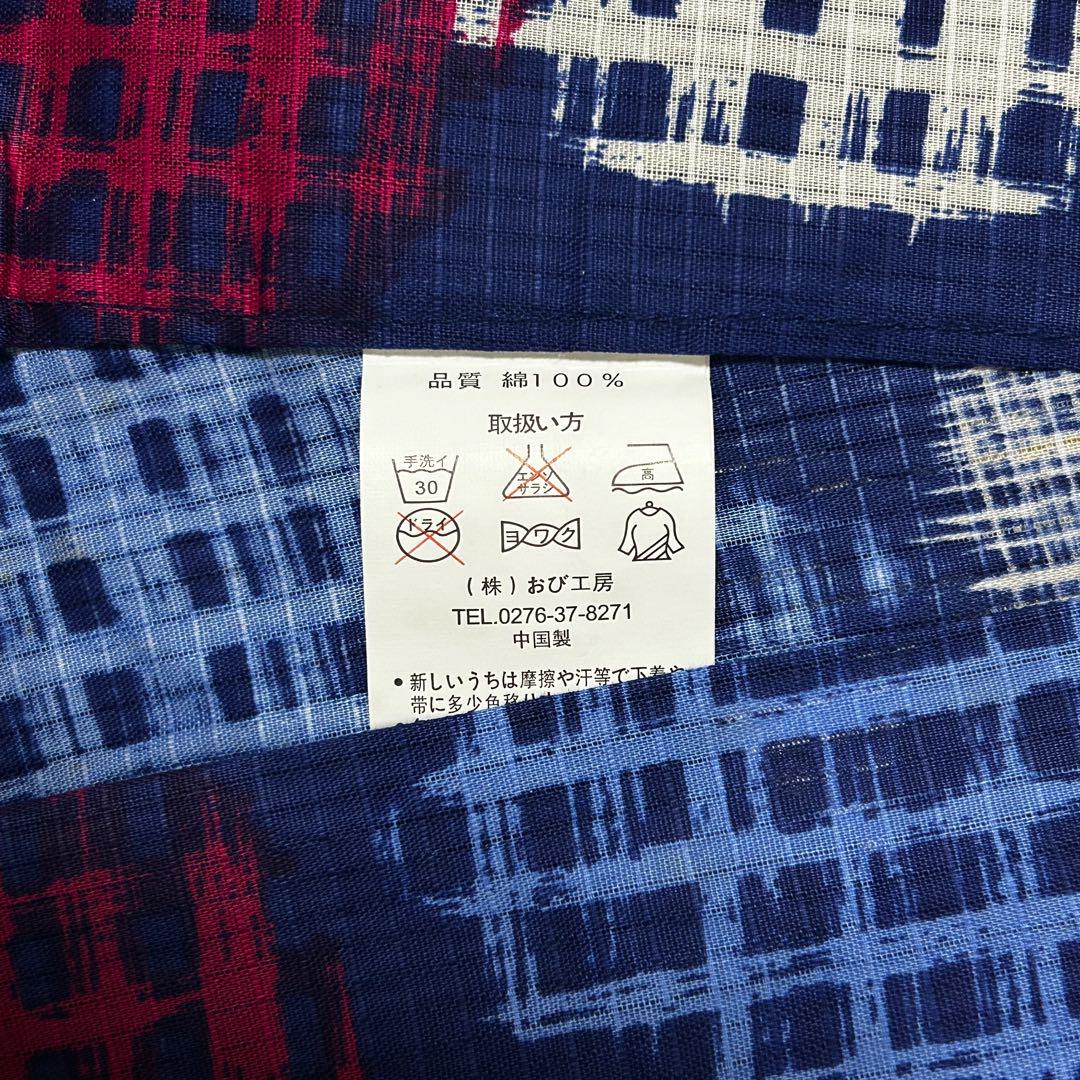 品質 綿100%
取扱い方
手洗イ
30
エンソ
サラシ
高
ドライ
ヨワク
(株)おび工房
TEL.0276-37-8271
中国製
●新しいうちは摩擦や汗等で下着や
帯に多少色移り